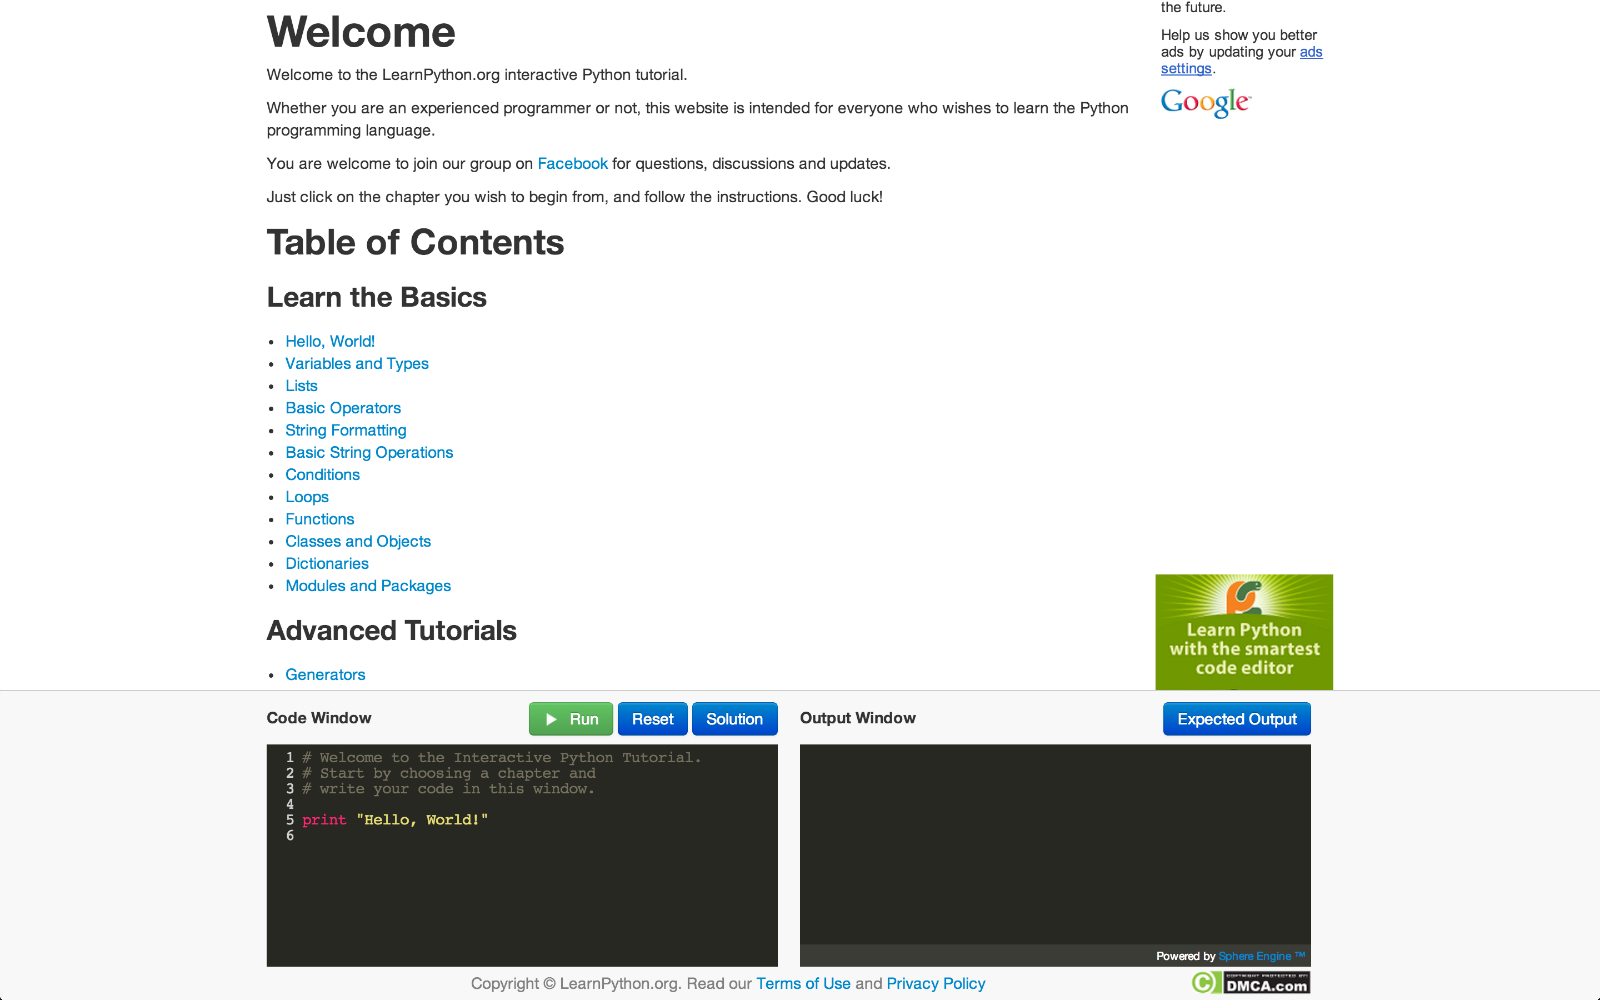 Welcome
Welcome to the LearnPython.org interactive Python tutorial.
Whether you are an experienced programmer or not, this website is intended for everyone who wishes to learn the Python
programming language.
You are welcome to join our group on Facebook for questions, discussions and updates.
Just click on the chapter you wish to begin from, and follow the instructions. Good luck!
Table of Contents
Learn the Basics
Hello, World!
Variables and Types
Lists
Basic Operators
String Formatting
Basic String Operations
Conditions
Loops
Functions
Classes and Objects
Dictionaries
Modules and Packages
Advanced Tutorials
Generators
the future.
Help us show you better
ads by updating your ads
settings.
Google™
Learn Python
with the smartest
code editor
Code Window
Run
Reset
Solution
1 # Welcome to the Interactive Python Tutorial.
2 # Start by choosing a chapter and
3 # write your code in this window.
4
5 print "Hello, World!"
6
Output Window
Expected Output
Powered by Sphere Engine ™
Copyright © LearnPython.org. Read our Terms of Use and Privacy Policy
COPYRIGHT PROTECTED BY:
DMCA.com